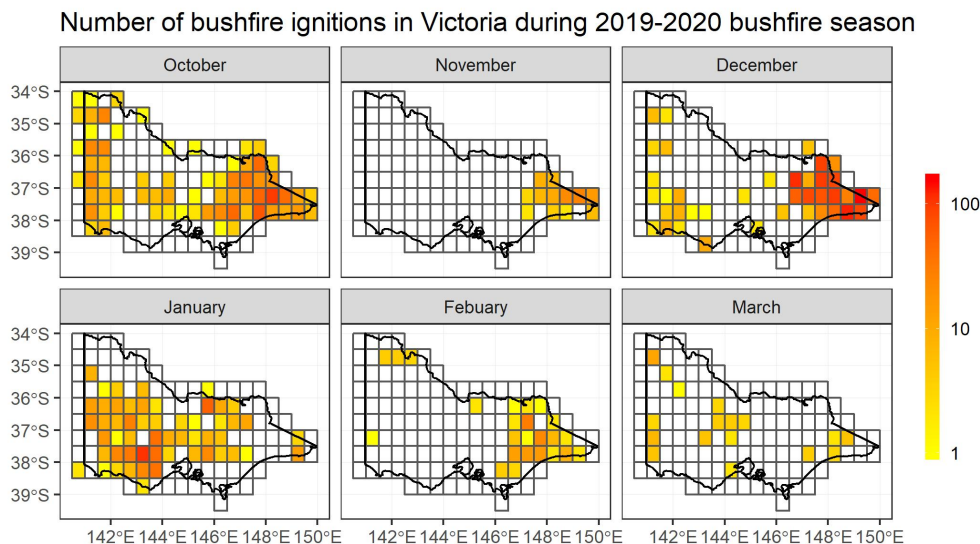 Number of bushfire ignitions in Victoria during 2019-2020 bushfire season
October November December
34°S
35°S
36°S
37°S
38°S
39°S
100
10
1
January Febuary March
34°S
35°S
36°S
37°S
38°S
39°S
142°E 144°E 146°E 148°E 150°E 142°E 144°E 146°E 148°E 150°E 142°E 144°E 146°E 148°E 150°E